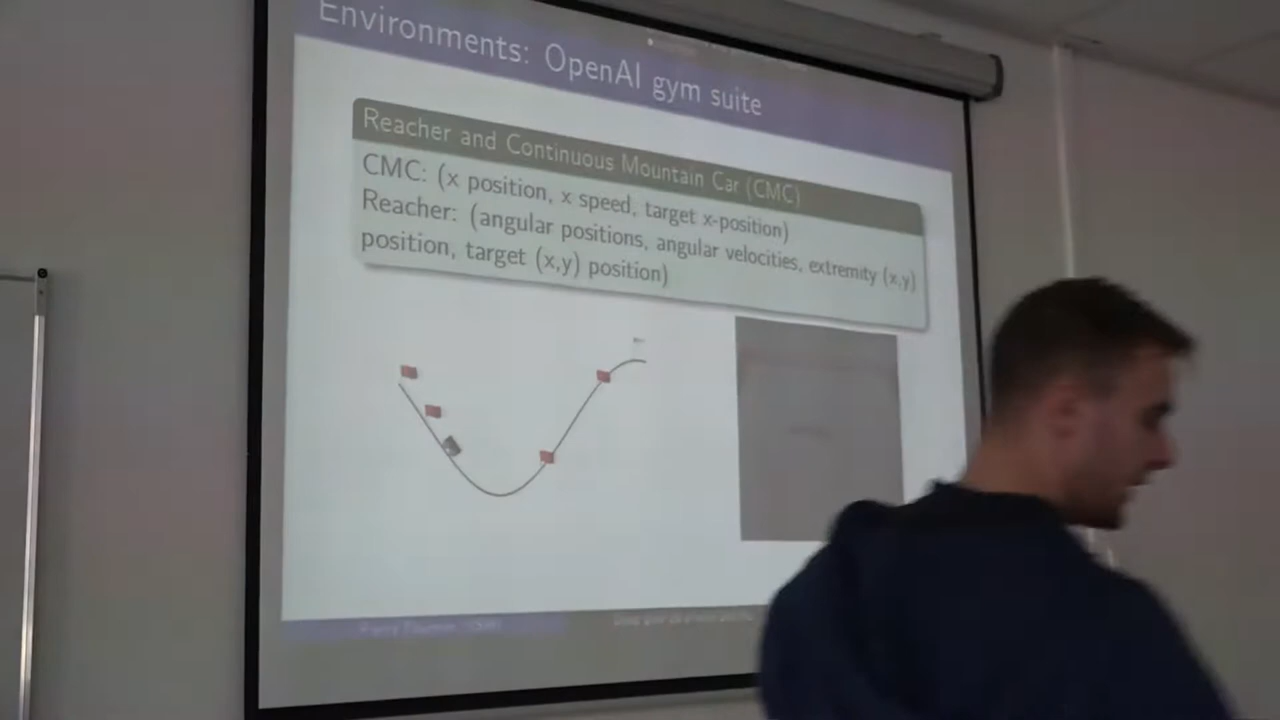 Environments: OpenAI gym suite
Reacher and Continuous Mountain Car (CMC)
CMC: (x position, x speed, target x-position)
Reacher: (angular positions, angular velocities, extremity (x,y)
position, target (x,y) position)